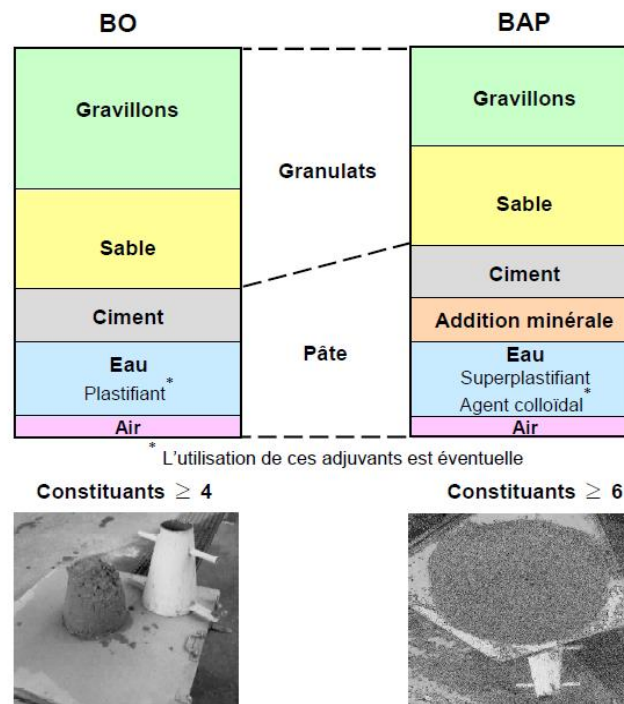 BO
BAP
Gravillons
Gravillons
Granulats
Sable
Sable
Ciment
Ciment
Addition minérale
Pâte
Eau
Plastifiant*
Eau
Superplastifiant
Agent colloïdal*
Air
Air
* L'utilisation de ces adjuvants est éventuelle
Constituants ≥ 4
Constituants ≥ 6